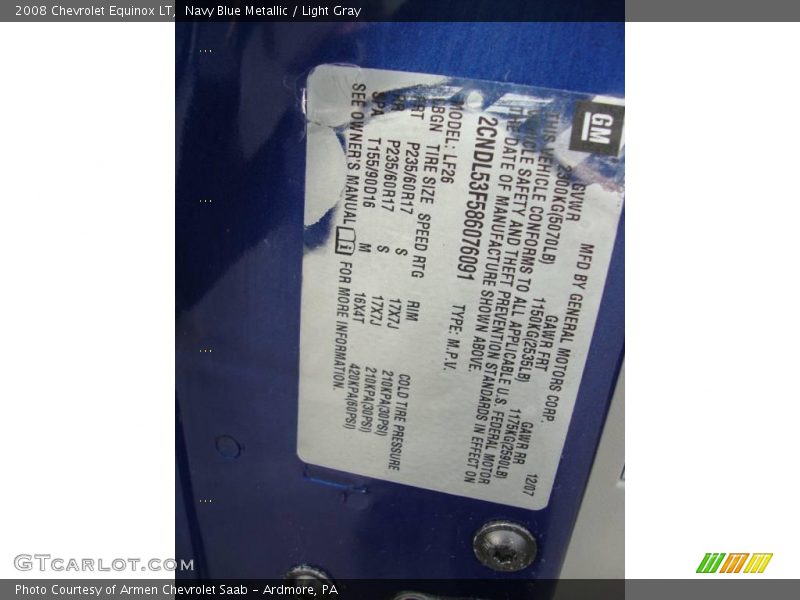 2008 Chevrolet Equinox LT,  Navy Blue Metallic / Light Gray
GM
MFD BY GENERAL MOTORS CORP.
12/07
GVWR GAWR FRT GAWR RR
1150KG(2535LB) 1175KG(2590LB)
THIS VEHICLE CONFORMS TO ALL APPLICABLE U.S. FEDERAL MOTOR
VEHICLE SAFETY AND THEFT PREVENTION STANDARDS IN EFFECT ON
THE DATE OF MANUFACTURE SHOWN ABOVE.
2CNDL53F586076091 TYPE: M.P.V.
MODEL: LF26
TIRE SIZE SPEED RTG RIM COLD TIRE PRESSURE
FRT P235/60R17 S 17X7J 210KPA(30PSI)
RR P235/60R17 S 17X7J 210KPA(30PSI)
SPA T155/90D16 M 16X4T 420KPA(60PSI)
SEE OWNER'S MANUAL FOR MORE INFORMATION.
GTcarlot.com
Photo Courtesy of Armen Chevrolet Saab - Ardmore, PA